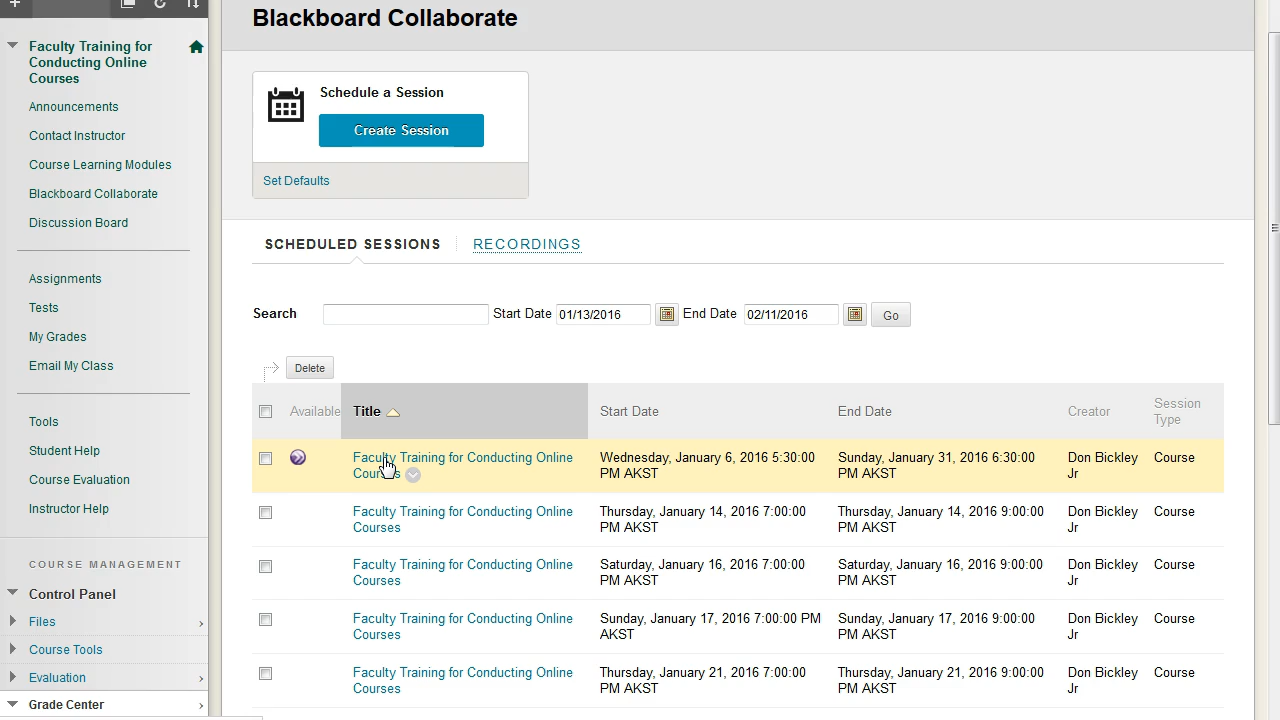 Blackboard Collaborate
Faculty Training for
Conducting Online
Courses
Announcements
Contact Instructor
Course Learning Modules
Blackboard Collaborate
Discussion Board
Assignments
Tests
My Grades
Email My Class
Tools
Student Help
Course Evaluation
Instructor Help
COURSE MANAGEMENT
Control Panel
Files
Course Tools
Evaluation
Grade Center
Schedule a Session
Create Session
Set Defaults
SCHEDULED SESSIONS RECORDINGS
Search Start Date 01/13/2016 End Date 02/11/2016 Go
Delete
Available Title Start Date End Date Creator Session
Type
Faculty Training for Conducting Online Wednesday, January 6, 2016 5:30:00 Sunday, January 31, 2016 6:30:00 Don Bickley Course
Courses PM AKST PM AKST Jr
Faculty Training for Conducting Online Thursday, January 14, 2016 7:00:00 Thursday, January 14, 2016 9:00:00 Don Bickley Course
Courses PM AKST PM AKST Jr
Faculty Training for Conducting Online Saturday, January 16, 2016 7:00:00 Saturday, January 16, 2016 9:00:00 Don Bickley Course
Courses PM AKST PM AKST Jr
Faculty Training for Conducting Online Sunday, January 17, 2016 7:00:00 PM Sunday, January 17, 2016 9:00:00 Don Bickley Course
Courses AKST PM AKST Jr
Faculty Training for Conducting Online Thursday, January 21, 2016 7:00:00 Thursday, January 21, 2016 9:00:00 Don Bickley Course
Courses PM AKST PM AKST Jr